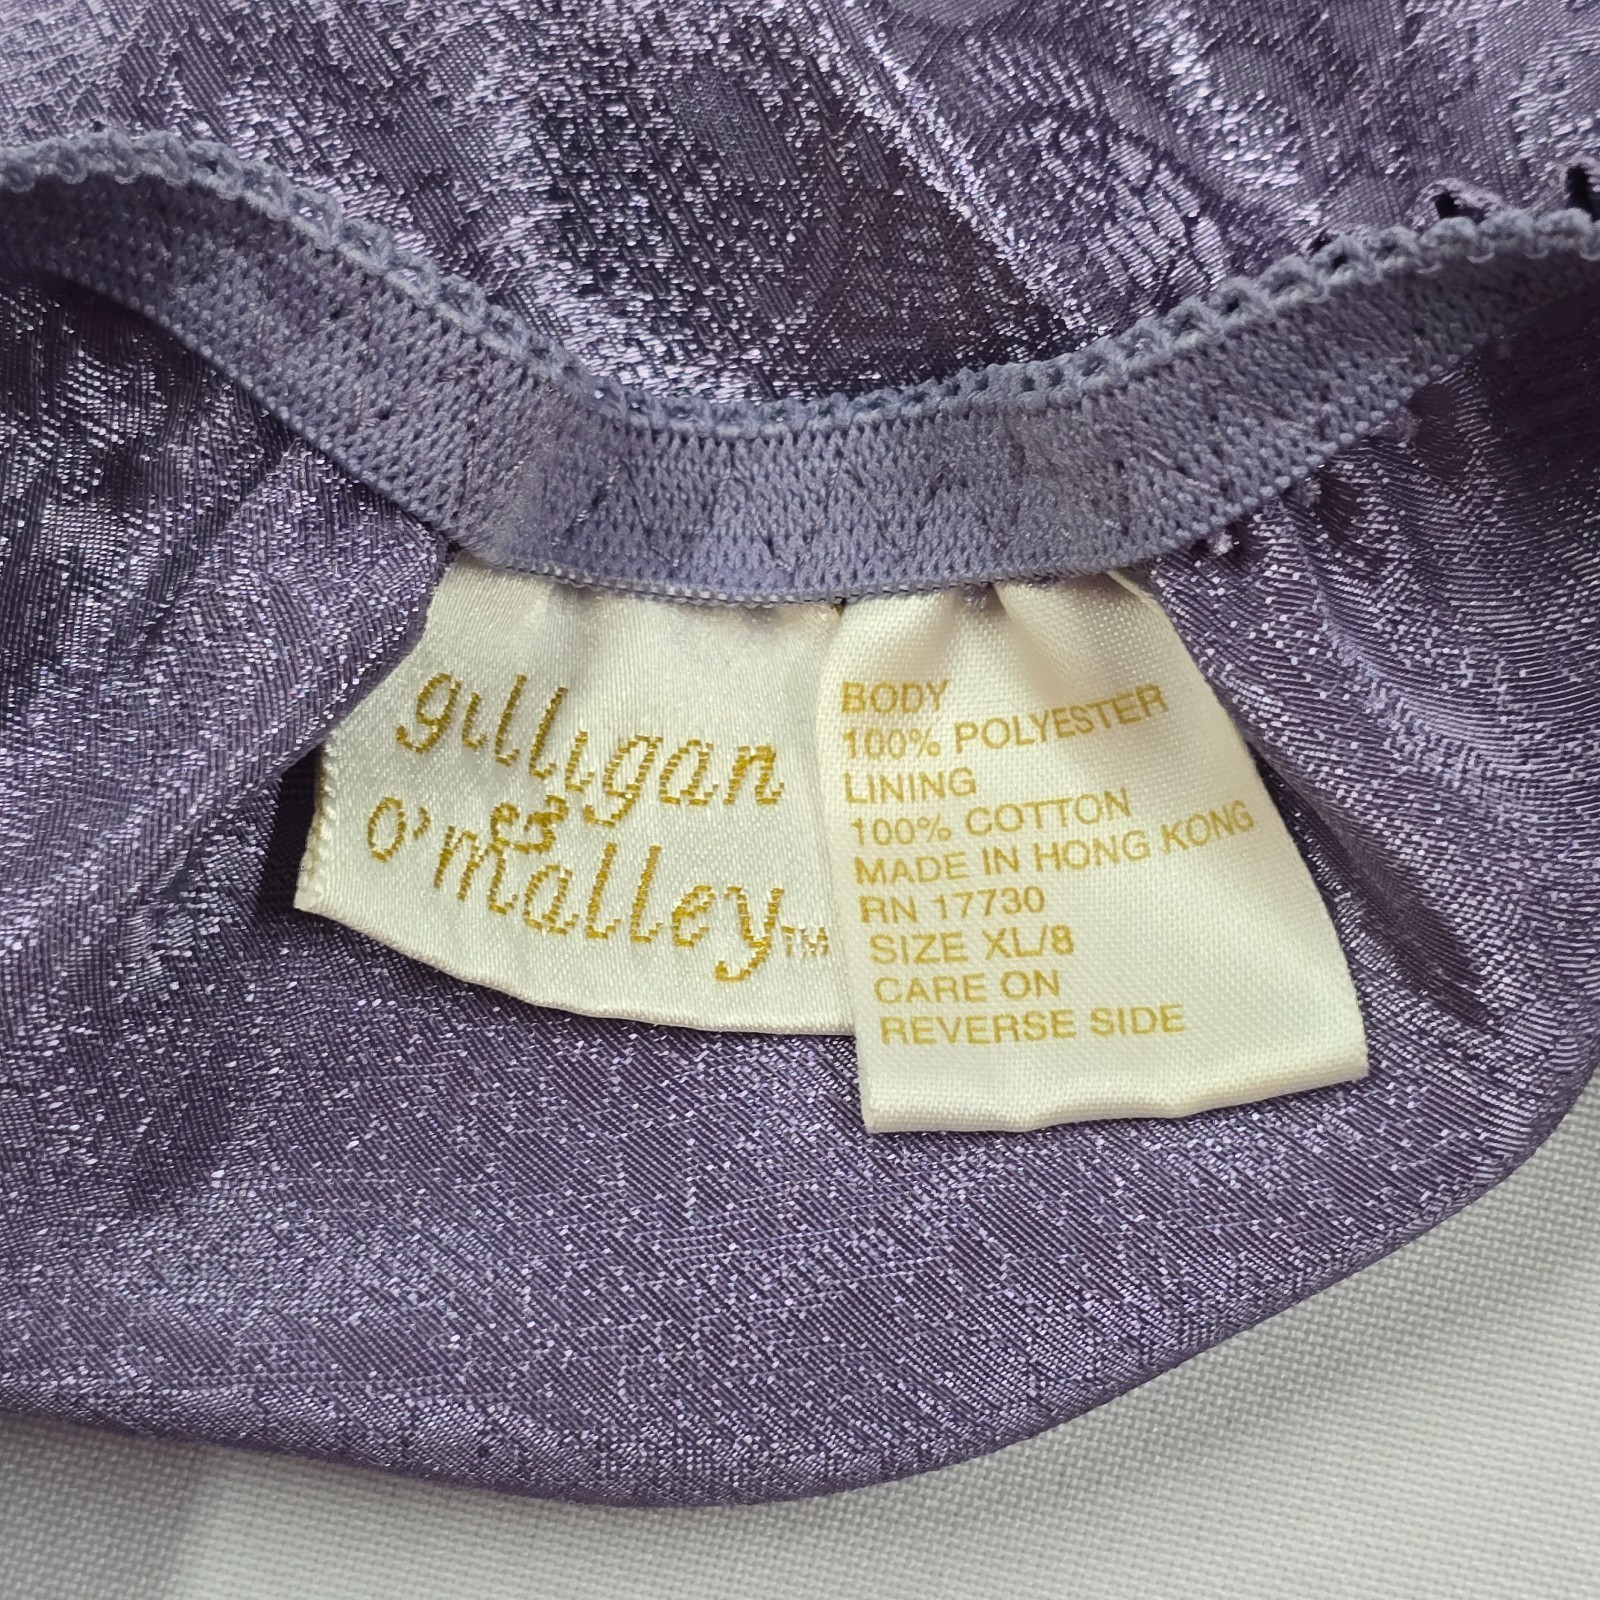 gilligan
&
O'malley™
BODY
100% POLYESTER
LINING
100% COTTON
MADE IN HONG KONG
RN 17730
SIZE XL/8
CARE ON
REVERSE SIDE